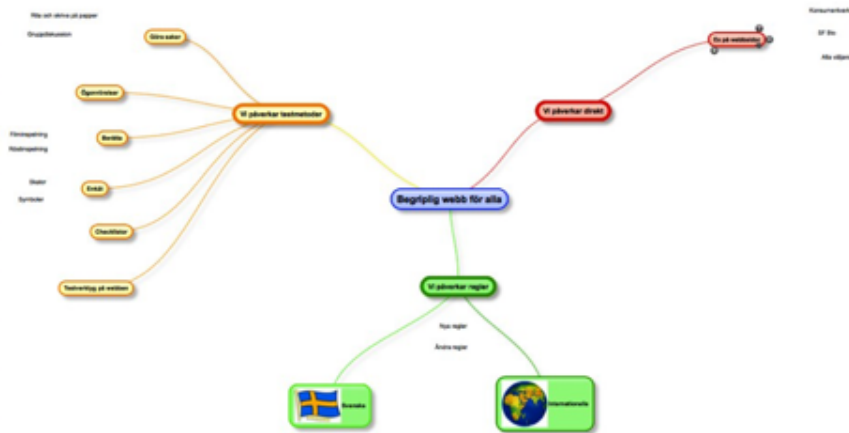 Rita och skriva på papper
Gruppdiskussion
Göra saker
Ögonrörelser
Vi påverkar testmetoder
Filminspelning
Berätta
Röstinspelning
Skalor
Enkät
Symboler
Checklistor
Testverktyg på webben
Begriplig webb för alla
Vi påverkar direkt
Ex på webbsidor
SF Bio
Alla väljare
Vi påverkar regler
Nya regler
Ändra regler
Svenska
Internationella